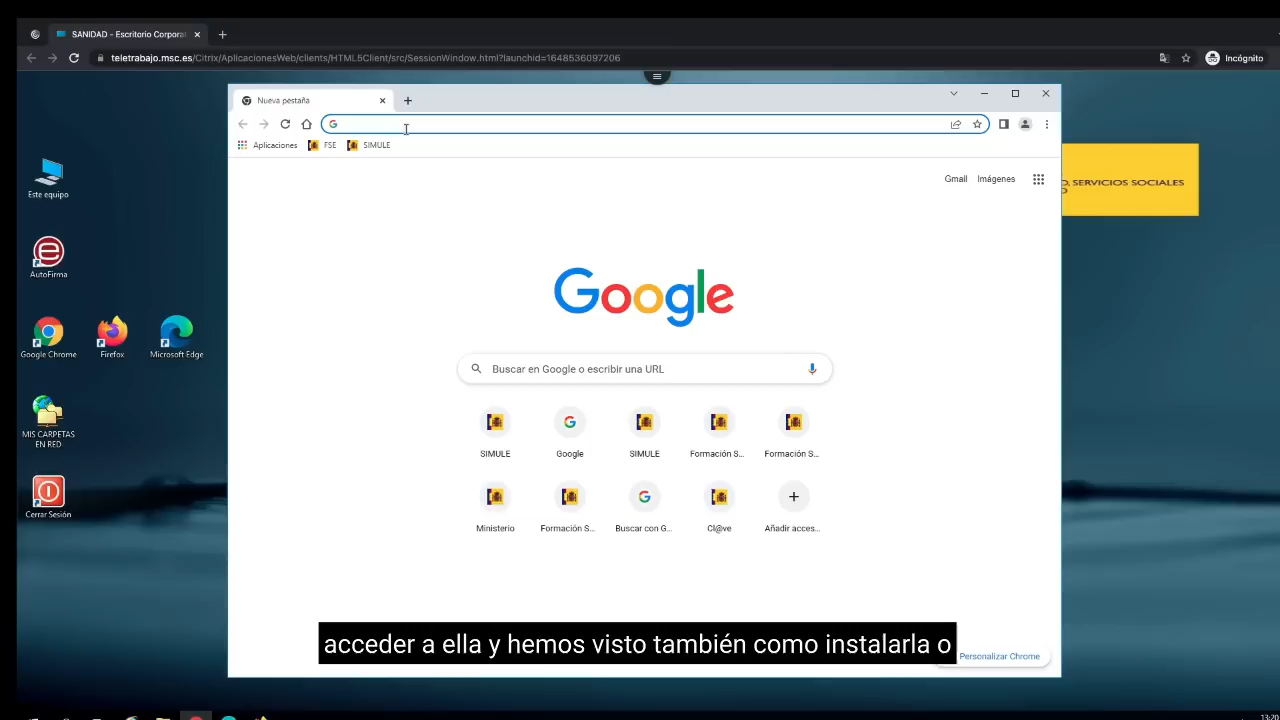 SANIDAD - Escritorio Corporat
teletrabajo.msc.es/Citrix/AplicacionesWeb/clients/HTML5Client/src/SessionWindow.html?launchid=1648536097206
Incógnito
Nueva pestaña
Aplicaciones FSE SIMULE
Gmail Imágenes
SERVICIOS SOCIALES
Este equipo
AutoFirma
Google Chrome Firefox Microsoft Edge
MIS CARPETAS
EN RED
Cerrar Sesión
Google
Buscar en Google o escribir una URL
SIMULE Google SIMULE Formación S... Formación S...
Ministerio Formación S... Buscar con G... Cl@ve Añadir acces...
acceder a ella y hemos visto también como instalarla o
Personalizar Chrome
13:20